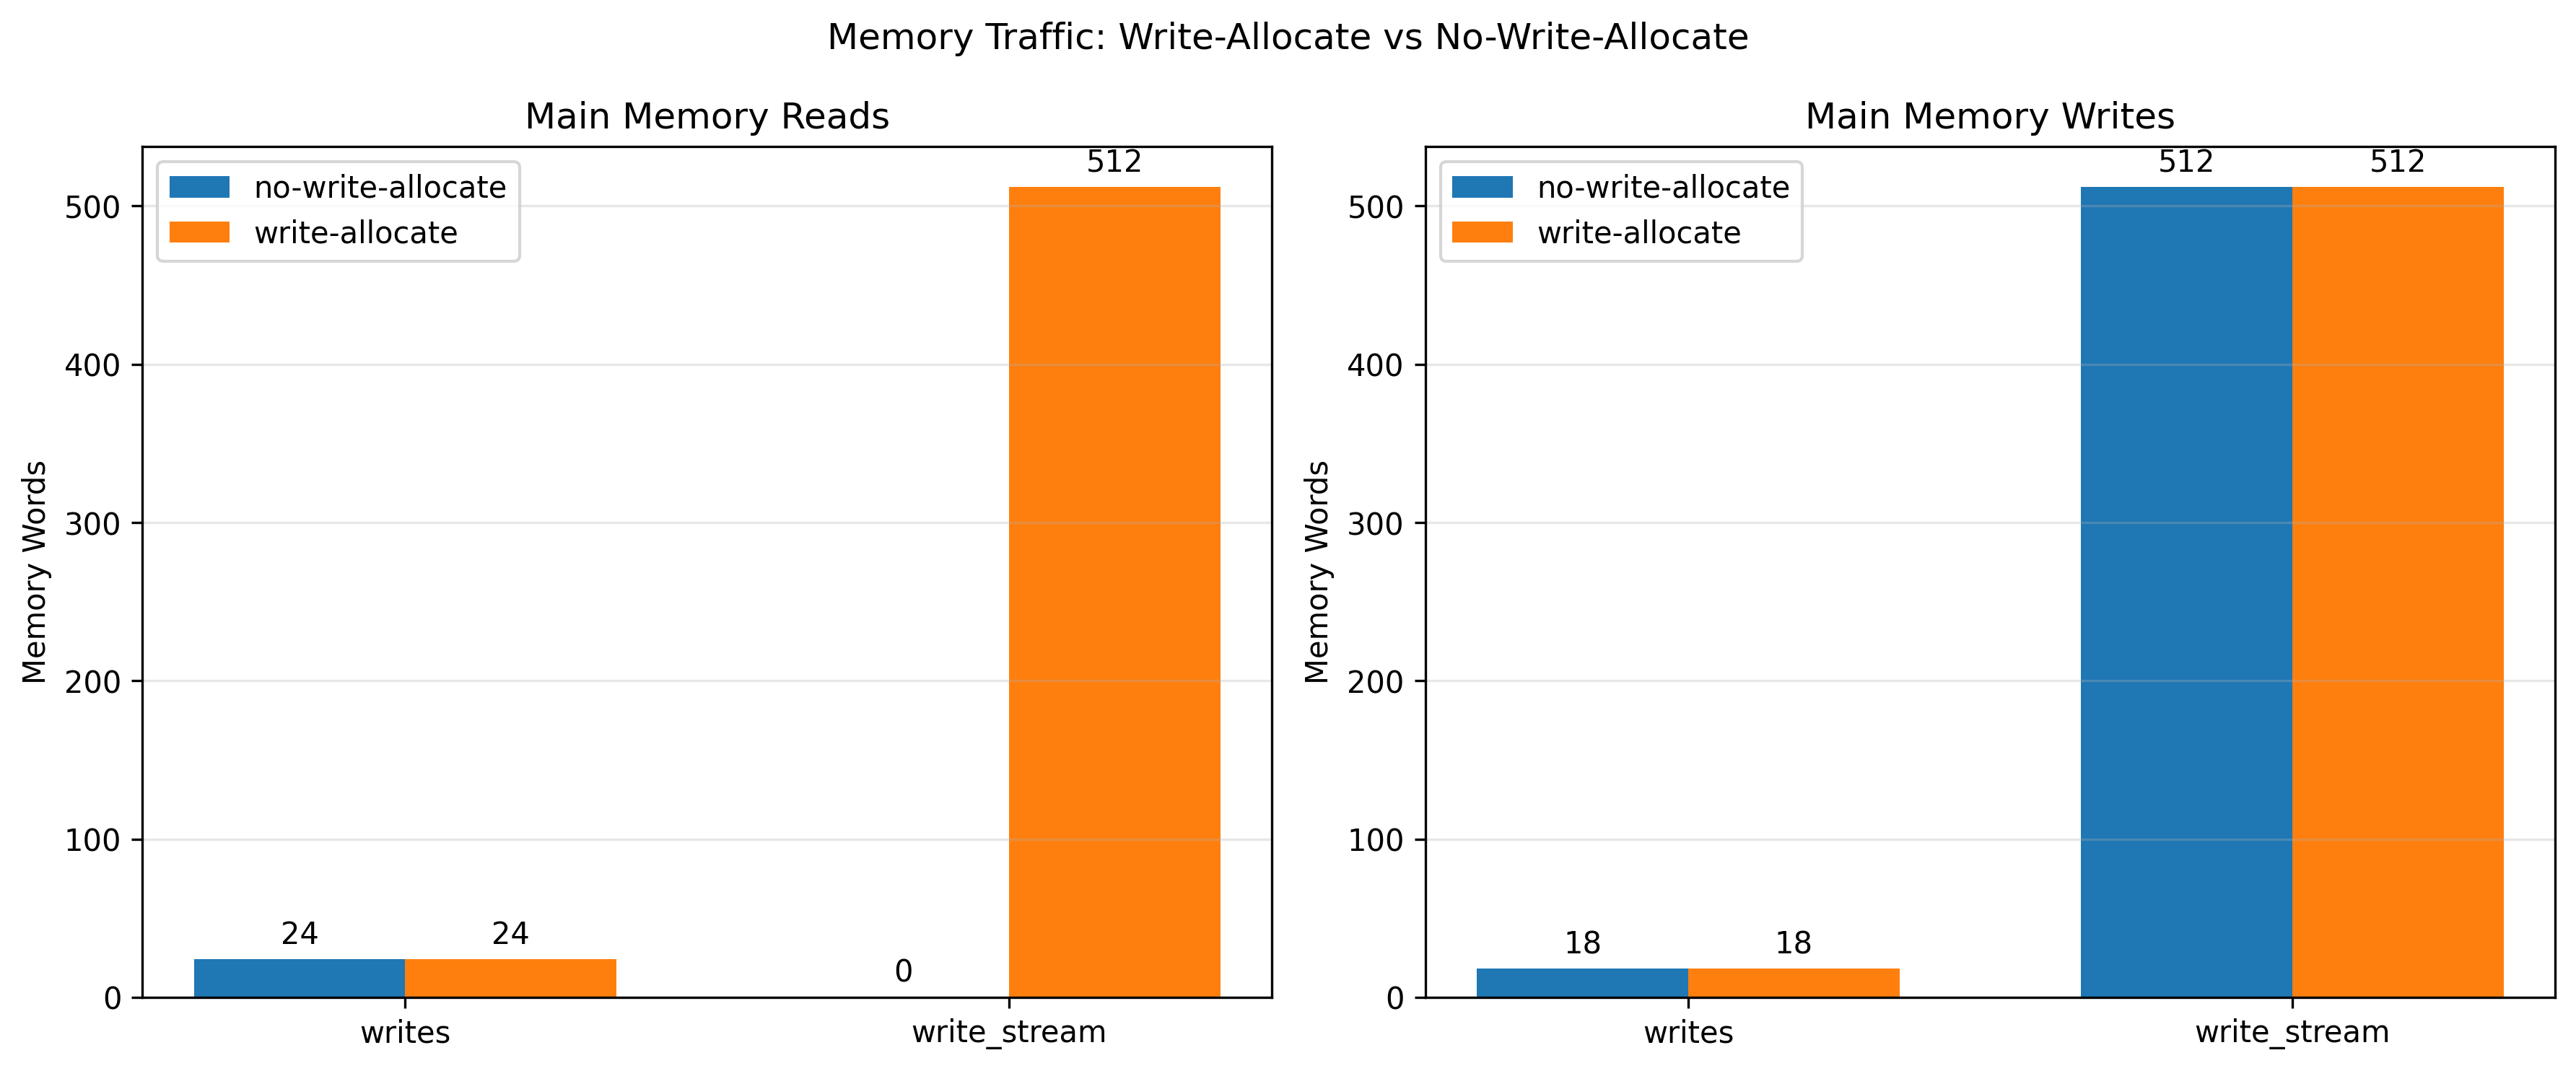 Memory Traffic: Write-Allocate vs No-Write-Allocate
Main Memory Reads
Memory Words
500
400
300
200
100
0
no-write-allocate
write-allocate
24
24
0
512
writes
write_stream
Main Memory Writes
Memory Words
500
400
300
200
100
0
no-write-allocate
write-allocate
18
18
512
512
writes
write_stream